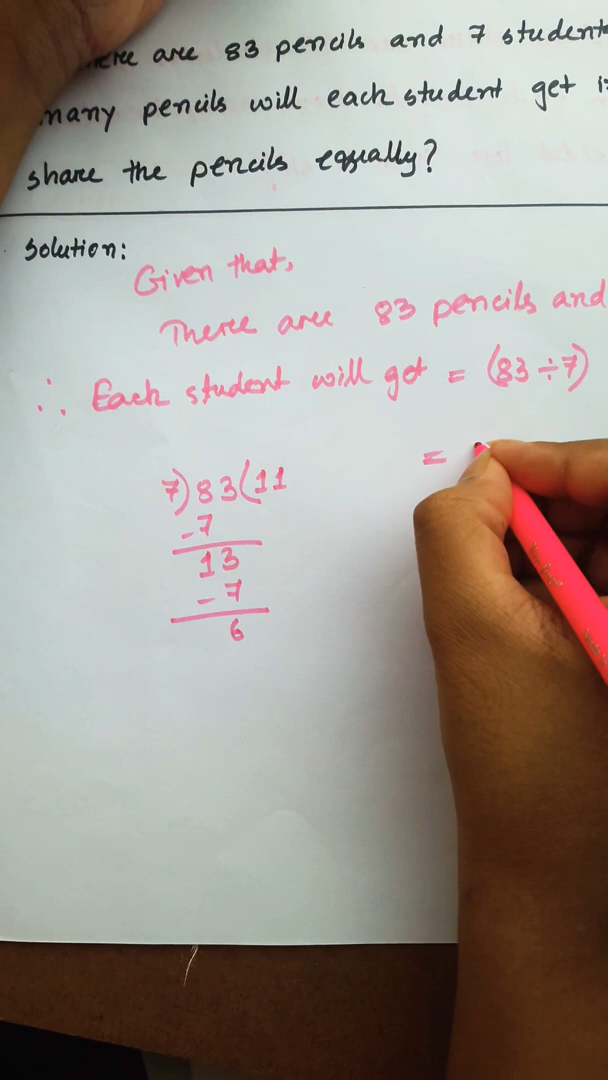 are 83 pencils and 7 student
many pencils will each student get i
share the pencils equally?
Solution:
Given that,
There are 83 pencils and
∴ Each student will get = (83÷7)
=
7)83(11
-7
13
-7
6